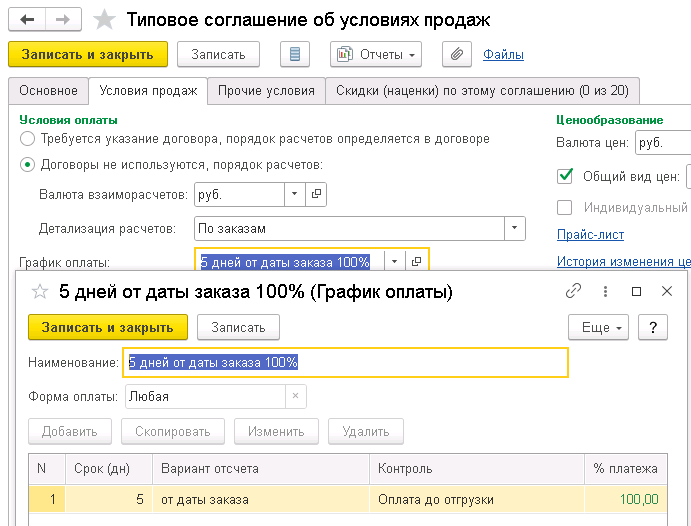 Типовое соглашение об условиях продаж
Записать и закрыть Записать Отчеты Файлы
Основное Условия продаж Прочие условия Скидки (наценки) по этому соглашению (0 из 20)
Условия оплаты Ценообразование
Требуется указание договора, порядок расчетов определяется в договоре Валюта цен: руб.
Договоры не используются, порядок расчетов: Общий вид цен:
Валюта взаиморасчетов: руб. Индивидуальный
Детализация расчетов: По заказам Прайс-лист
График оплаты: 5 дней от даты заказа 100% История изменения це
5 дней от даты заказа 100% (График оплаты)
Записать и закрыть Записать Еще ?
Наименование: 5 дней от даты заказа 100%
Форма оплаты: Любая
Добавить Скопировать Изменить Удалить
N Срок (дн) Вариант отсчета Контроль % платежа
1 5 от даты заказа Оплата до отгрузки 100,00